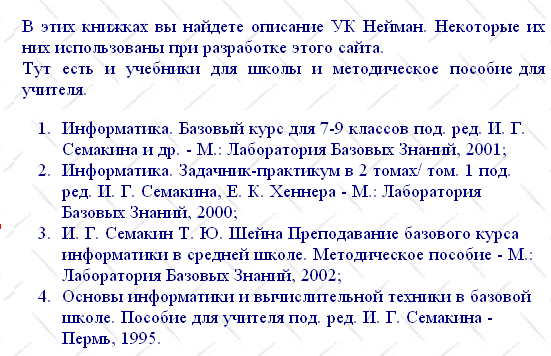 В этих книжках вы найдете описание УК Нейман. Некоторые их
них использованы при разработке этого сайта.
Тут есть и учебники для школы и методическое пособие для
учителя.
1. Информатика. Базовый курс для 7-9 классов под. ред. И. Г.
Семакина и др. - М.: Лаборатория Базовых Знаний, 2001;
2. Информатика. Задачник-практикум в 2 томах/ том. 1 под.
ред. И. Г. Семакина, Е. К. Хеннера - М.: Лаборатория
Базовых Знаний, 2000;
3. И. Г. Семакин Т. Ю. Шеина Преподавание базового курса
информатики в средней школе. Методическое пособие - М.:
Лаборатория Базовых Знаний, 2002;
4. Основы информатики и вычислительной техники в базовой
школе. Пособие для учителя под. ред. И. Г. Семакина -
Пермь, 1995.